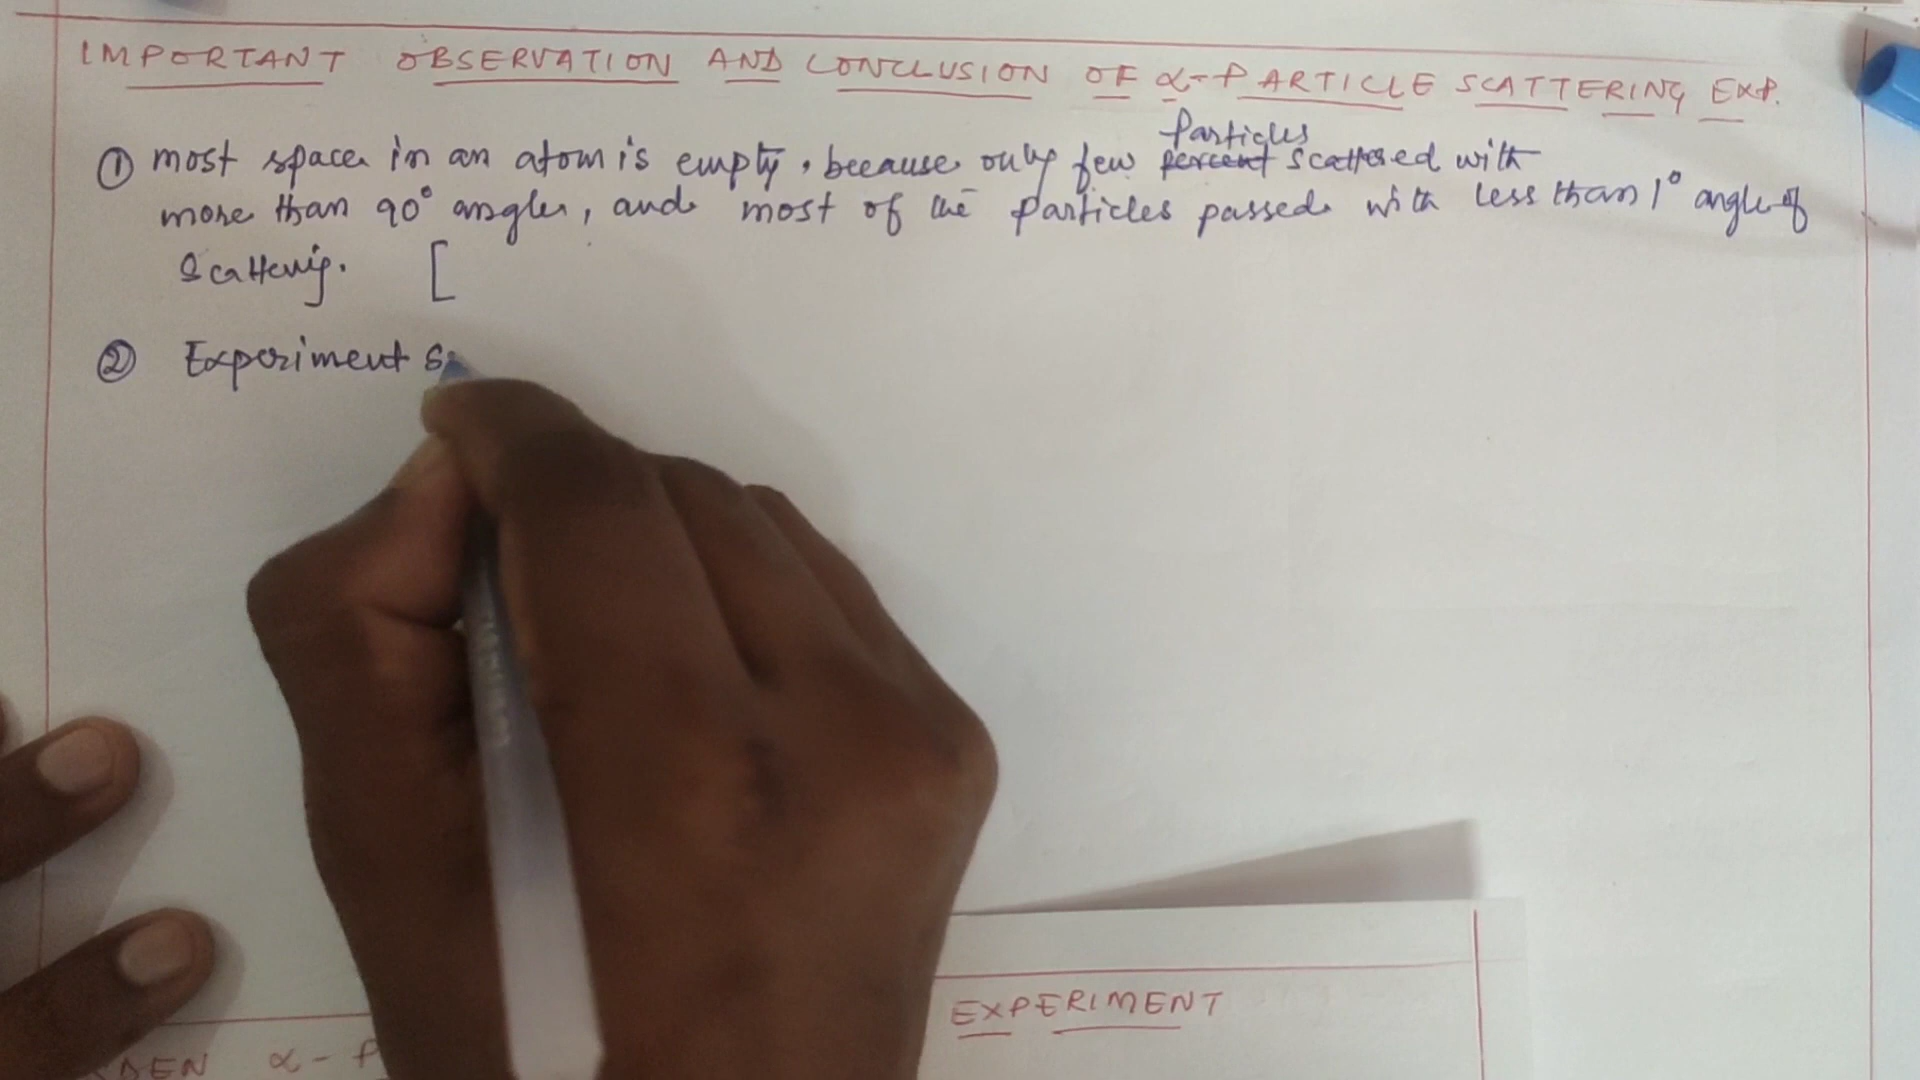 IMPORTANT OBSERVATION AND CONCLUSION OF α-PARTICLE SCATTERING EXP.
① most space in an atom is empty, because only few particles percent scattered with
more than 90° angles, and most of the particles passed with less than 1° angle of
scattering. [
② Experiment s
EXPERIMENT
DEN α-P